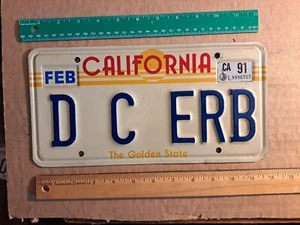 FEB CALIFORNIA CA 91
D C ERB
The Golden State